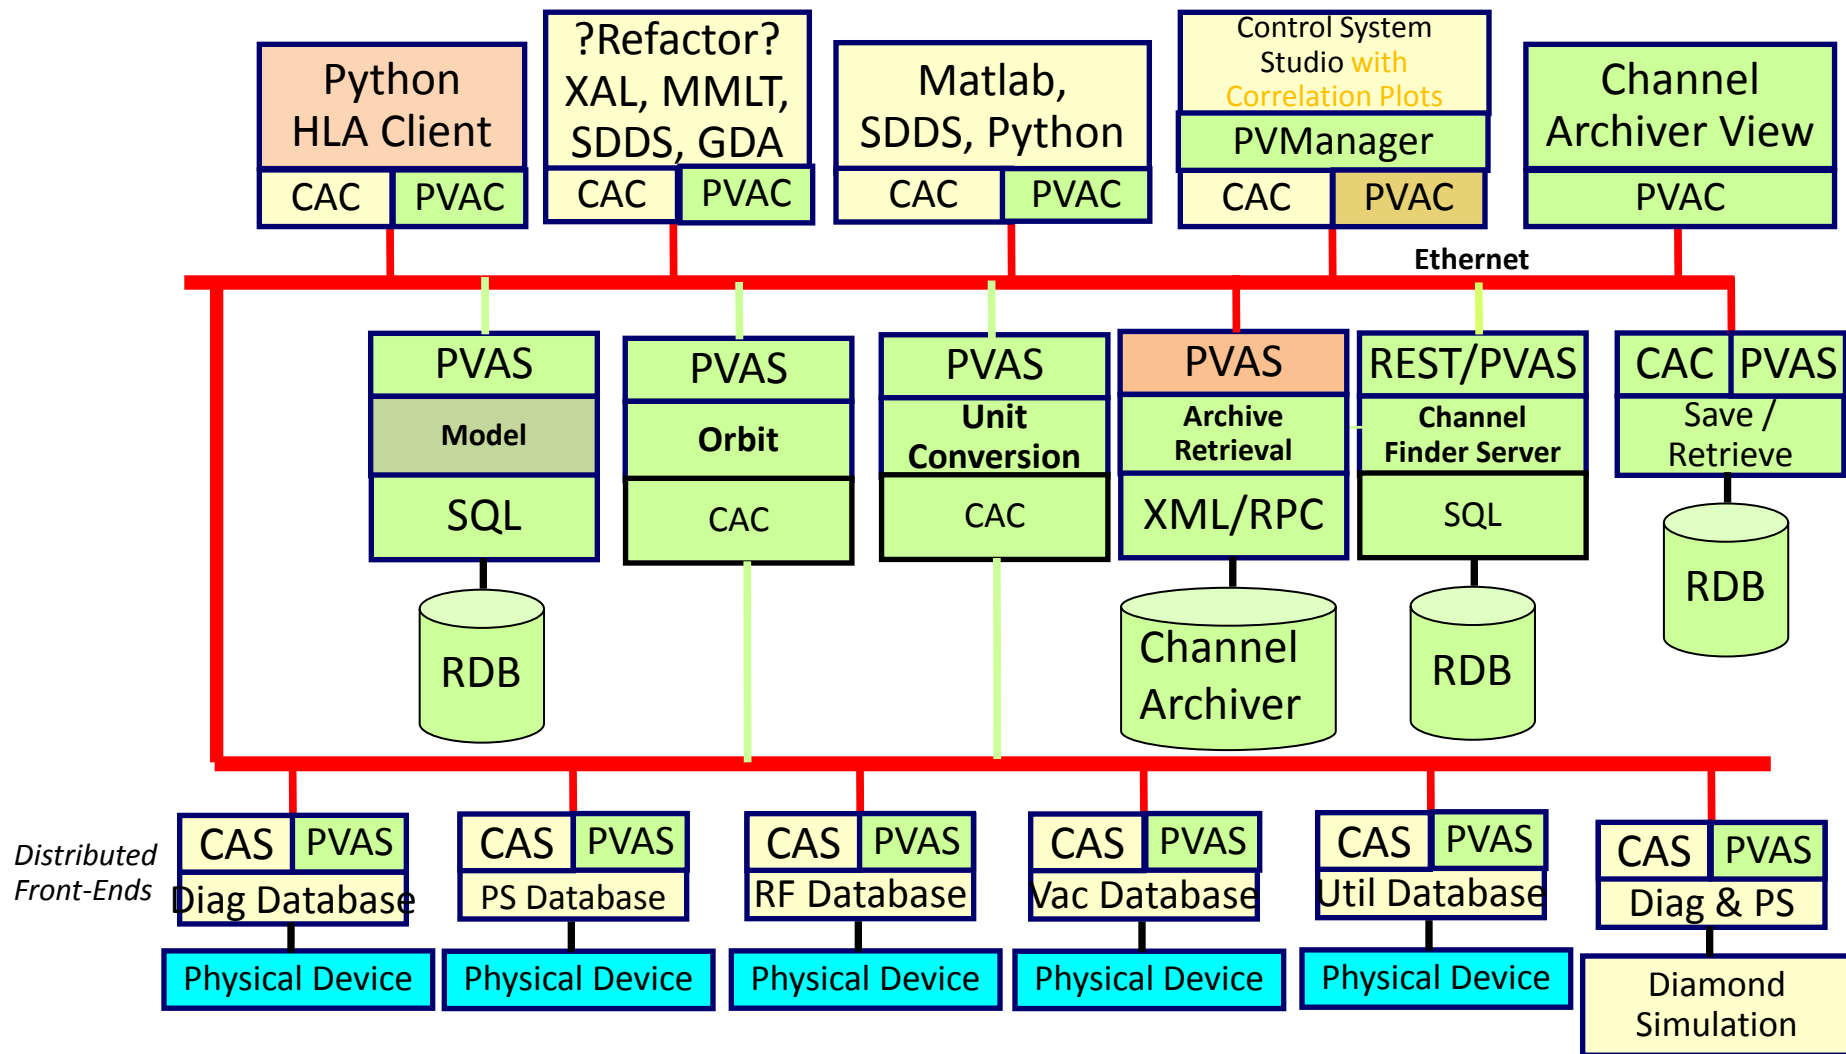 Python
HLA Client
CAC
PVAC
?Refactor?
XAL, MMLT,
SDDS, GDA
CAC
PVAC
Matlab,
SDDS, Python
CAC
PVAC
Control System
Studio with
Correlation Plots
PVManager
CAC
PVAC
Channel
Archiver View
PVAC
Ethernet
PVAS
Model
SQL
RDB
PVAS
Orbit
CAC
PVAS
Unit
Conversion
CAC
PVAS
Archive
Retrieval
XML/RPC
Channel
Archiver
REST/PVAS
Channel
Finder Server
SQL
RDB
CAC
PVAS
Save /
Retrieve
RDB
Distributed
Front-Ends
CAS
PVAS
Diag Database
Physical Device
CAS
PVAS
PS Database
Physical Device
CAS
PVAS
RF Database
Physical Device
CAS
PVAS
Vac Database
Physical Device
CAS
PVAS
Util Database
Physical Device
CAS
PVAS
Diag & PS
Diamond
Simulation